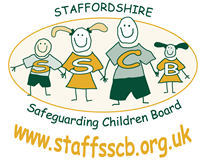 STAFFORDSHIRE
S S C B
Safeguarding Children Board
www.staffsscb.org.uk